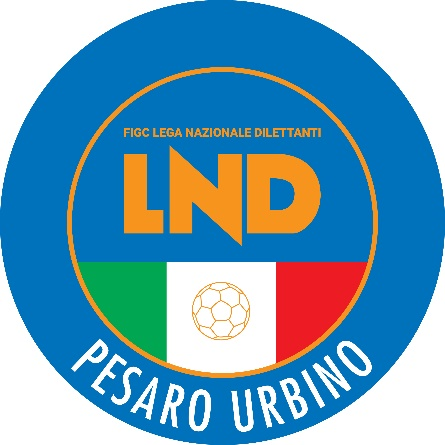 FIGC LEGA NAZIONALE DILETTANTI
LND
PESARO URBINO